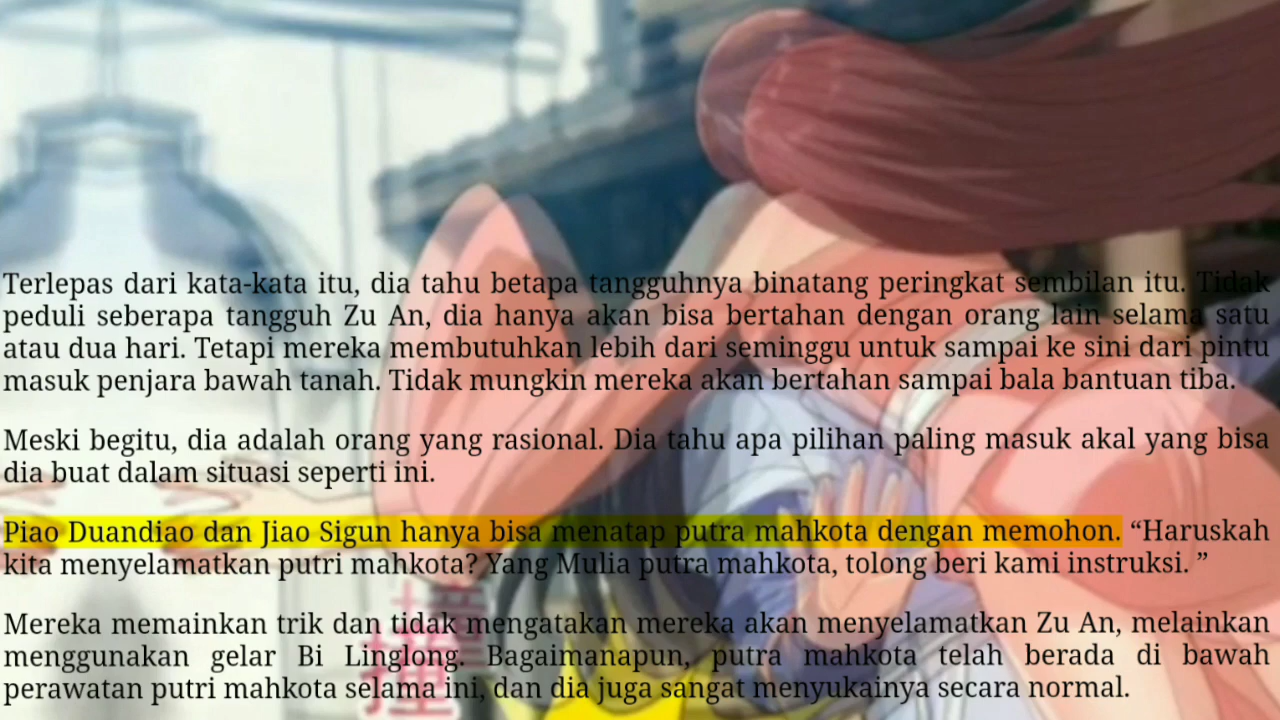 Terlepas dari kata-kata itu, dia tahu betapa tangguhnya binatang peringkat sembilan itu. Tidak
peduli seberapa tangguh Zu An, dia hanya akan bisa bertahan dengan orang lain selama satu
atau dua hari. Tetapi mereka membutuhkan lebih dari seminggu untuk sampai ke sini dari pintu
masuk penjara bawah tanah. Tidak mungkin mereka akan bertahan sampai bala bantuan tiba.
Meski begitu, dia adalah orang yang rasional. Dia tahu apa pilihan paling masuk akal yang bisa
dia buat dalam situasi seperti ini.
Piao Duandiao dan Jiao Sigun hanya bisa menatap putra mahkota dengan memohon. “Haruskah
kita menyelamatkan putri mahkota? Yang Mulia putra mahkota, tolong beri kami instruksi. ”
Mereka memainkan trik dan tidak mengatakan mereka akan menyelamatkan Zu An, melainkan
menggunakan gelar Bi Linglong. Bagaimanapun, putra mahkota telah berada di bawah
perawatan putri mahkota selama ini, dan dia juga sangat menyukainya secara normal.